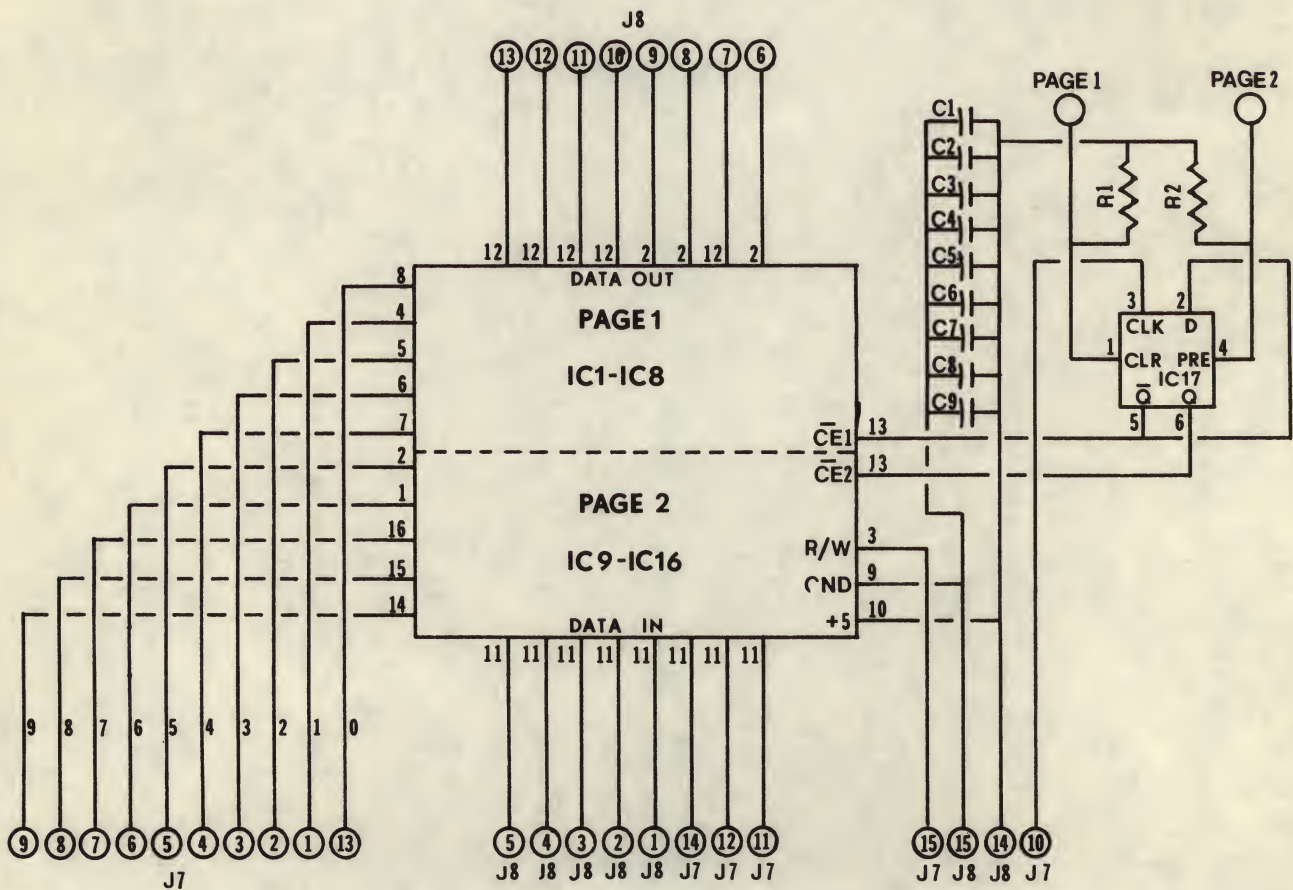 J8
13 12 11 10 9 8 7 6
PAGE 1 PAGE 2
C1
C2
C3
C4
C5
C6
C7
C8
C9
R1 R2
12 12 12 12 2 2 12 2
DATA OUT
PAGE 1
IC1-IC8
8
4
5
6
7
2
1
16
15
14
3 2
CLK D
1 CLR PRE 4
IC17
Q̅ Q
5 6
C̅E̅1 13
C̅E̅2 13
PAGE 2
IC9-IC16
R/W 3
GND 9
+5 10
DATA IN
11 11 11 11 11 11 11 11
9 8 7 6 5 4 3 2 1 0
9 8 7 6 5 4 3 2 1 13
J7
5 4 3 2 1 14 12 11
J8 J8 J8 J8 J8 J7 J7 J7
15 15 14 10
J7 J8 J8 J7